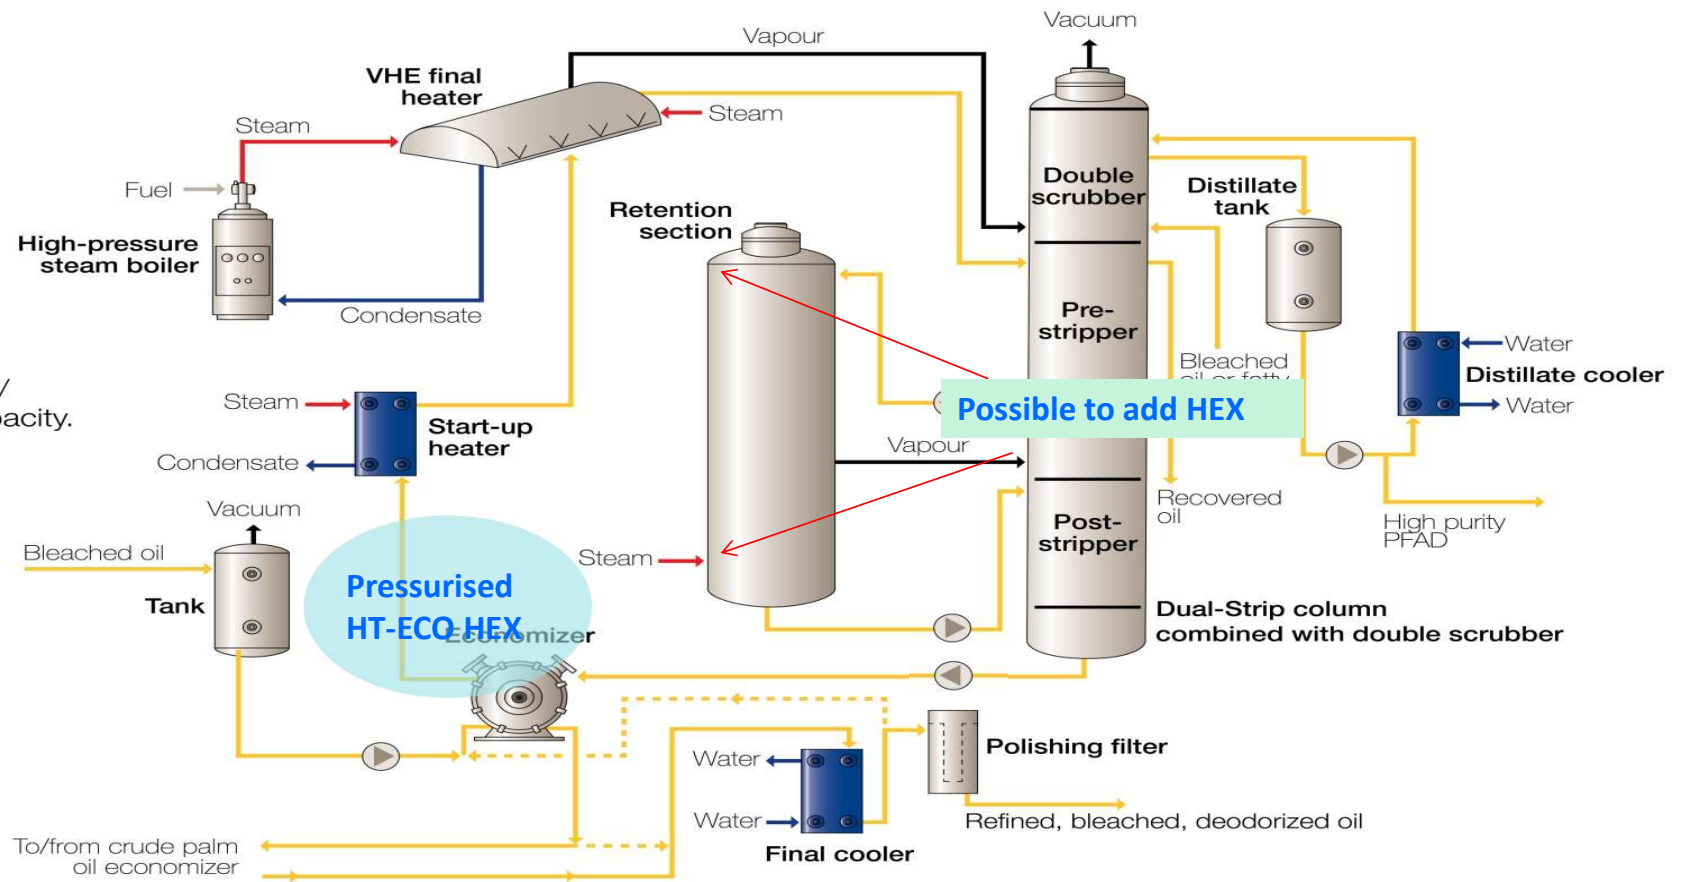 Vacuum
Vapour
VHE final
heater
Steam
Steam
Fuel
High-pressure
steam boiler
Condensate
Retention
section
Double
scrubber
Distillate
tank
Pre-
stripper
Bleached
Water
Distillate cooler
Water
/
acity.
Steam
Start-up
heater
Condensate
Possible to add HEX
Vapour
Vacuum
Bleached oil
Tank
Pressurised
HT-ECO HEX
Economizer
Steam
Post-
stripper
Recovered
oil
High purity
PFAD
Dual-Strip column
combined with double scrubber
Water
Water
Final cooler
Polishing filter
Refined, bleached, deodorized oil
To/from crude palm
oil economizer